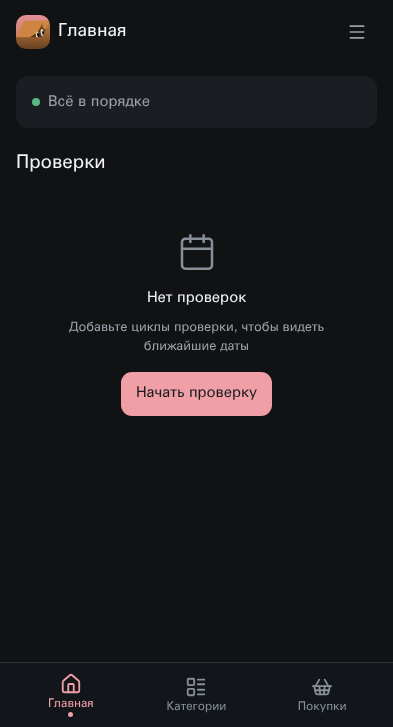 Главная
Всё в порядке
Проверки
Нет проверок
Добавьте циклы проверки, чтобы видеть
ближайшие даты
Начать проверку
Главная
Категории
Покупки